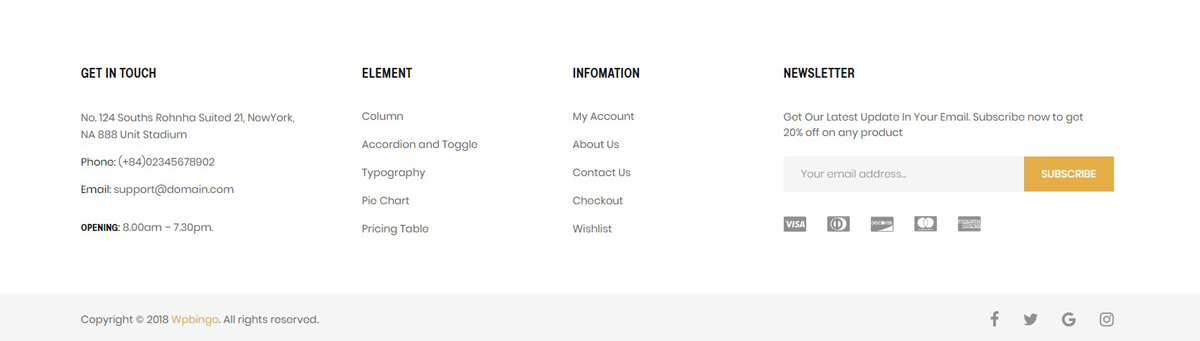 GET IN TOUCH
No. 124 Souths Rohnha Suited 21, NewYork,
NA 888 Unit Stadium
Phone: (+84)02345678902
Email: support@domain.com
OPENING: 8.00am – 7.30pm.
ELEMENT
Column
Accordion and Toggle
Typography
Pie Chart
Pricing Table
INFOMATION
My Account
About Us
Contact Us
Checkout
Wishlist
NEWSLETTER
Get Our Latest Update In Your Email. Subscribe now to get
20% off on any product
Your email address...
SUBSCRIBE
VISA
DISCOVER
Copyright © 2018 Wpbingo. All rights reserved.